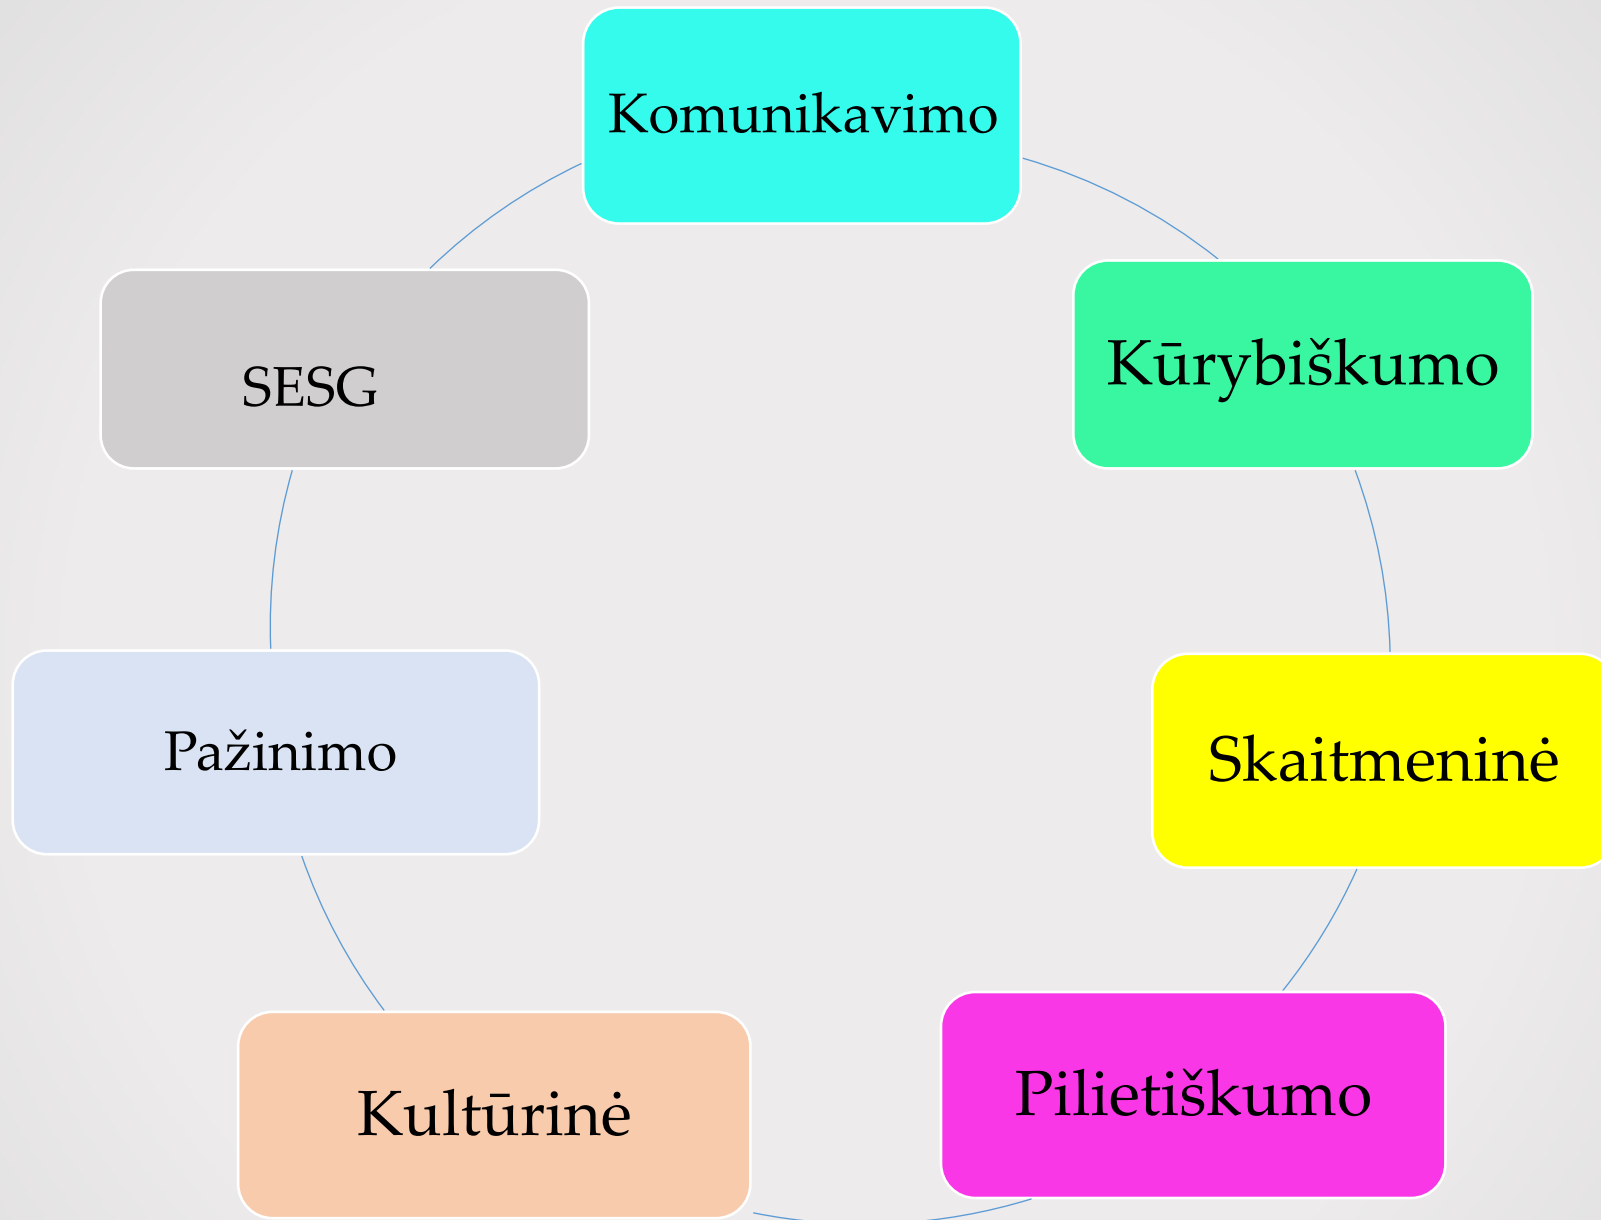 Komunikavimo
Kūrybiškumo
Skaitmeninė
Pilietiškumo
Kultūrinė
Pažinimo
SESG